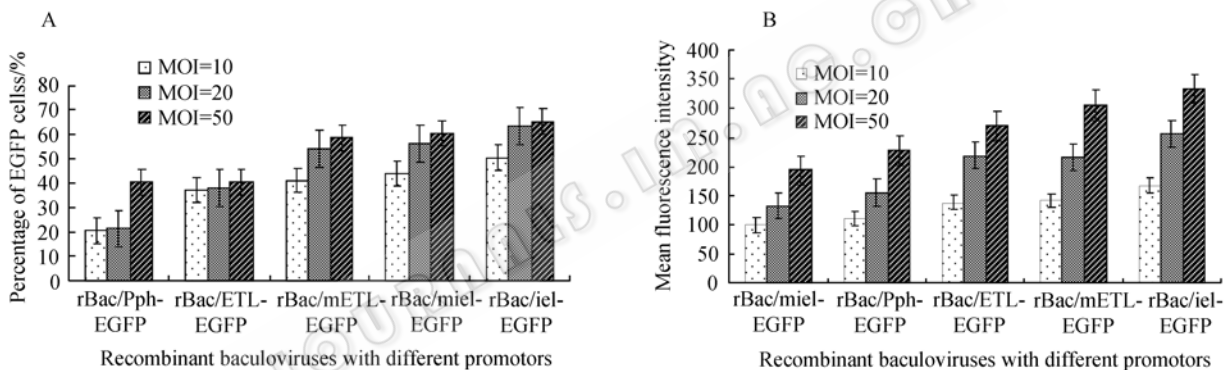 A
Percentage of EGFP cellss/%
MOI=10
MOI=20
MOI=50
80
70
60
50
40
30
20
10
0
rBac/Pph-
EGFP
rBac/ETL-
EGFP
rBac/mETL-
EGFP
rBac/miel-
EGFP
rBac/iel-
EGFP
Recombinant baculoviruses with different promotors
B
Mean fluorescence intensityy
MOI=10
MOI=20
MOI=50
400
350
300
250
200
150
100
50
0
rBac/miel-
EGFP
rBac/Pph-
EGFP
rBac/ETL-
EGFP
rBac/mETL-
EGFP
rBac/iel-
EGFP
Recombinant baculoviruses with different promotors